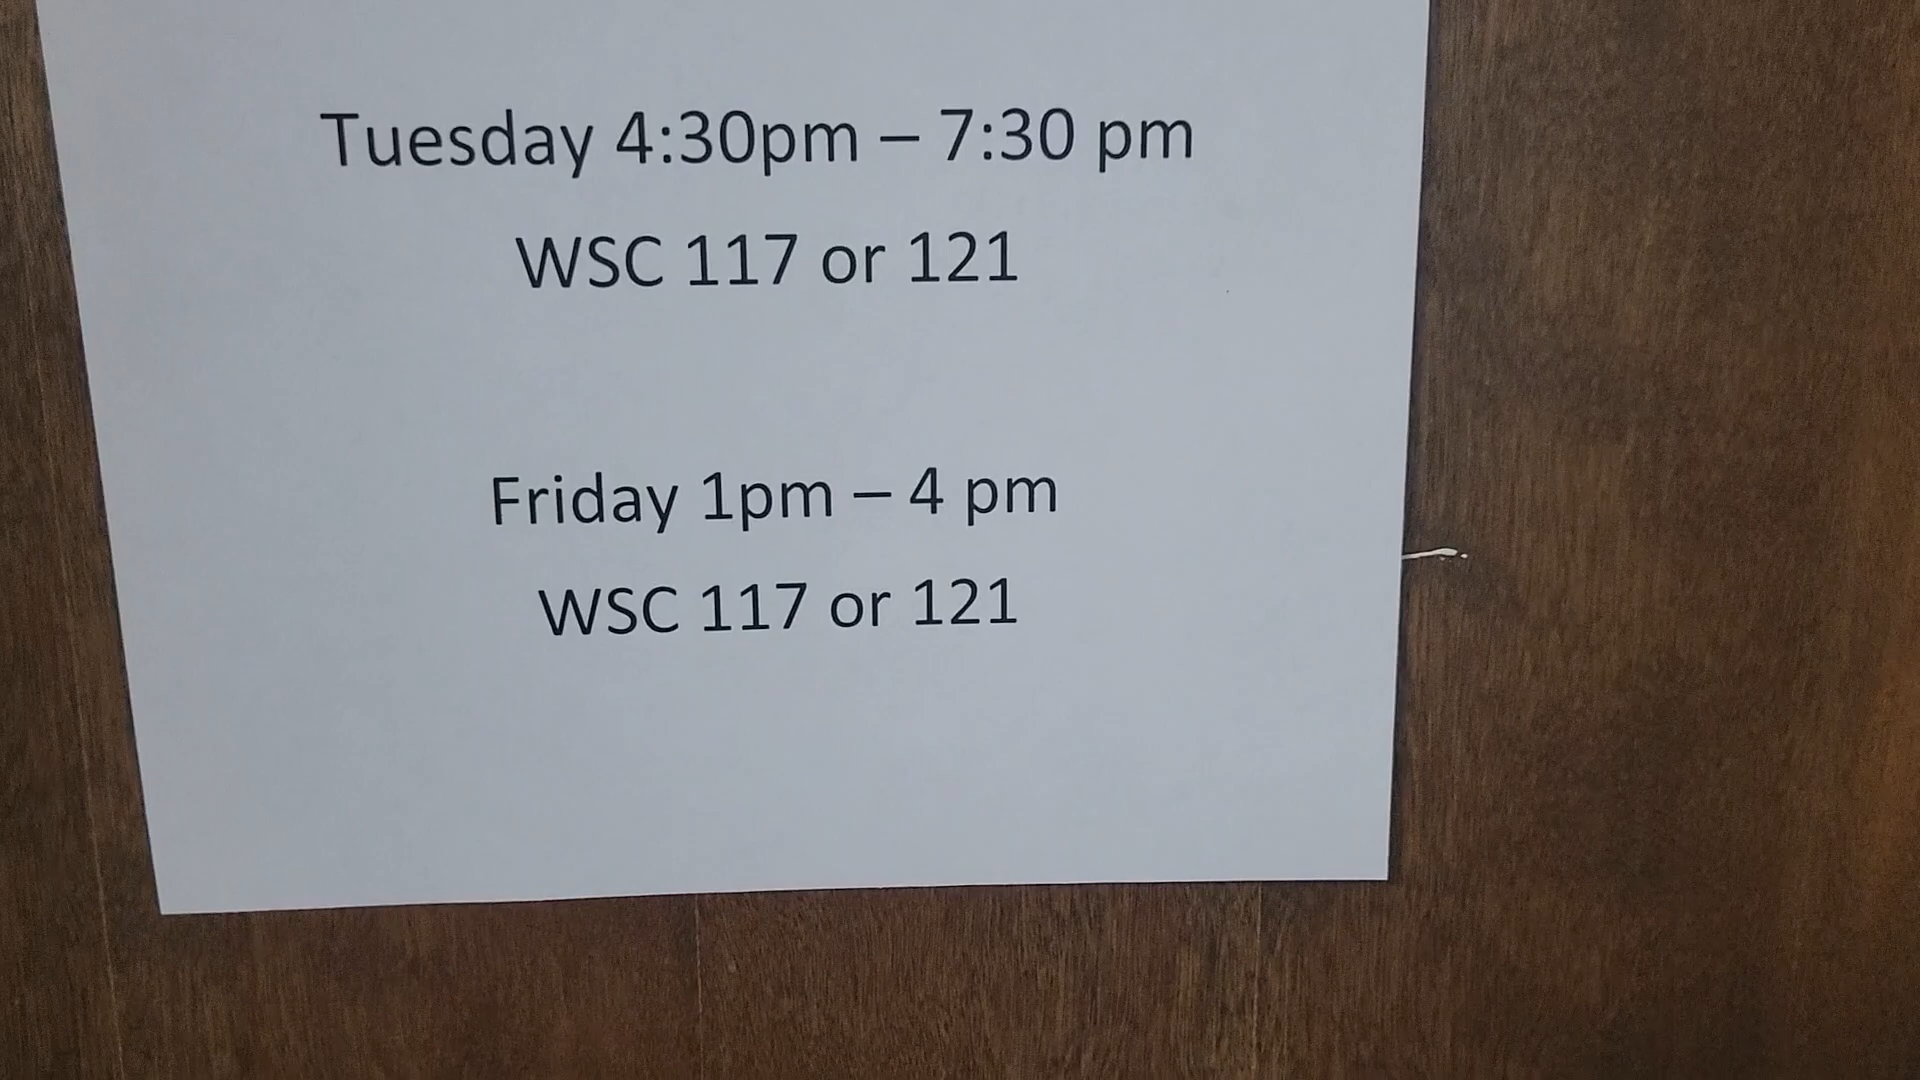 Tuesday 4:30pm – 7:30 pm
WSC 117 or 121
Friday 1pm – 4 pm
WSC 117 or 121